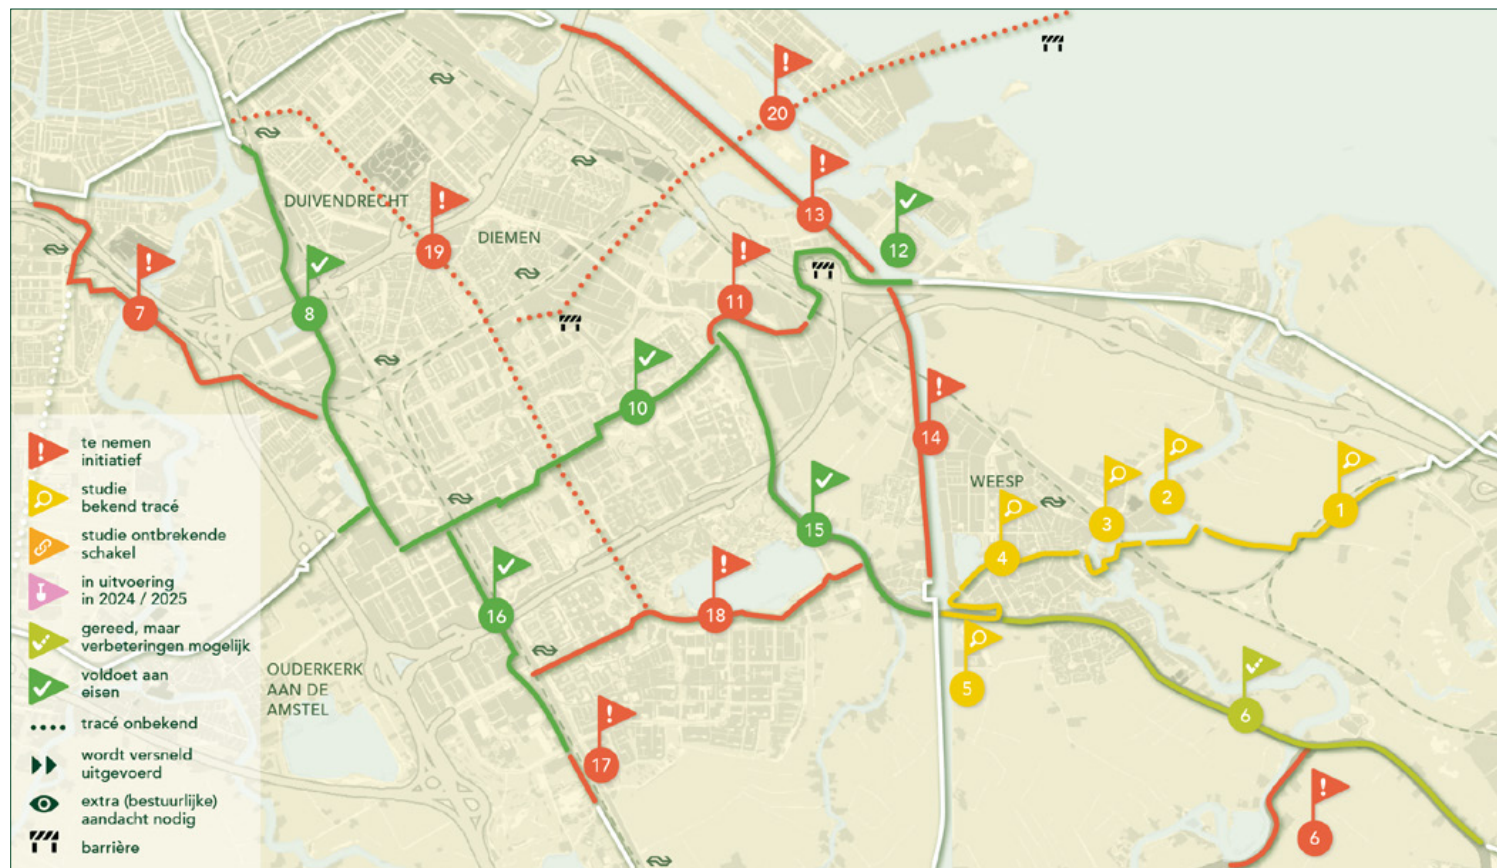 20
13
12
DUIVENDRECHT
DIEMEN
19
8
7
11
10
14
WEESP
2
1
3
4
15
16
18
5
6
17
6
OUDERKERK
AAN DE
AMSTEL
te nemen
initiatief
studie
bekend tracé
studie ontbrekende
schakel
in uitvoering
in 2024 / 2025
gereed, maar
verbeteringen mogelijk
voldoet aan
eisen
tracé onbekend
wordt versneld
uitgevoerd
extra (bestuurlijke)
aandacht nodig
barrière